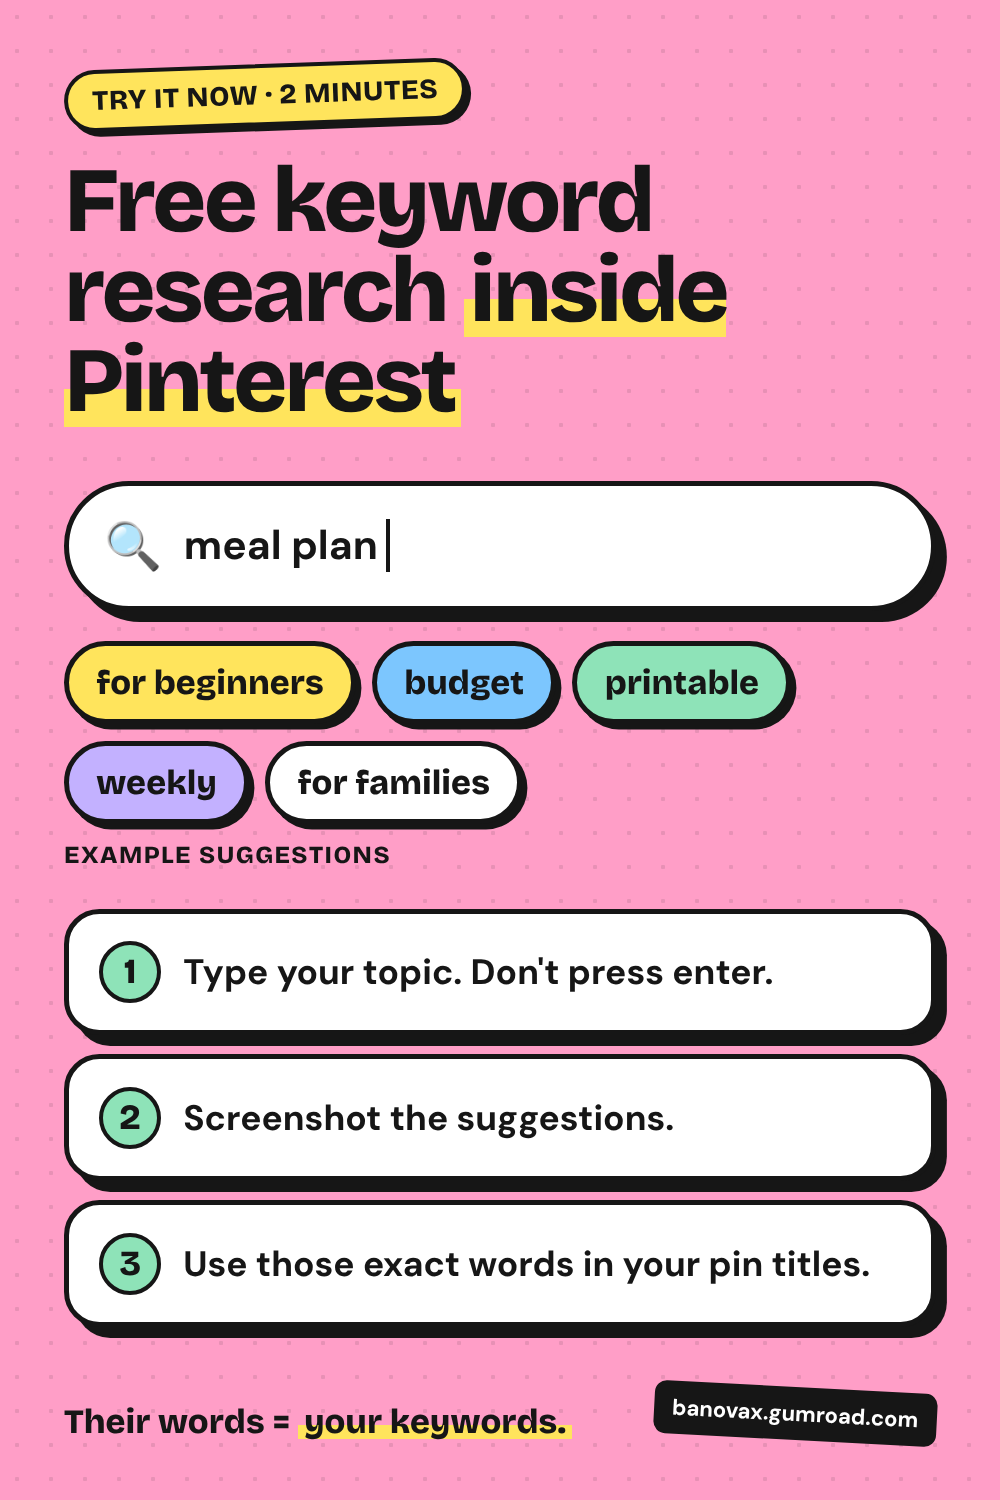 TRY IT NOW · 2 MINUTES
Free keyword
research inside
Pinterest
meal plan
for beginners
budget
printable
weekly
for families
EXAMPLE SUGGESTIONS
1 Type your topic. Don't press enter.
2 Screenshot the suggestions.
3 Use those exact words in your pin titles.
Their words = your keywords.
banovax.gumroad.com